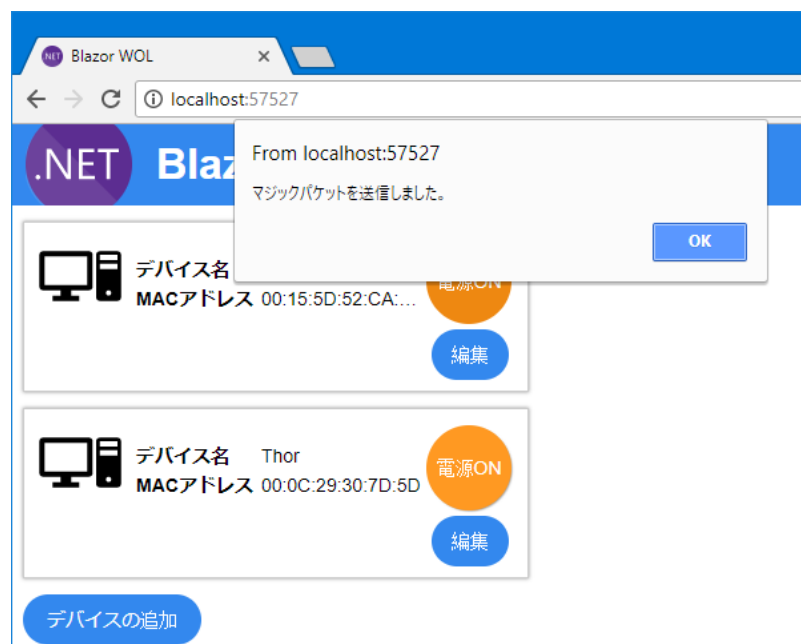 NET Blazor WOL
localhost:57527
.NET Blaz
From localhost:57527
マジックパケットを送信しました。
OK
デバイス名
MACアドレス 00:15:5D:52:CA:...
電源ON
編集
デバイス名 Thor
MACアドレス 00:0C:29:30:7D:5D
電源ON
編集
デバイスの追加